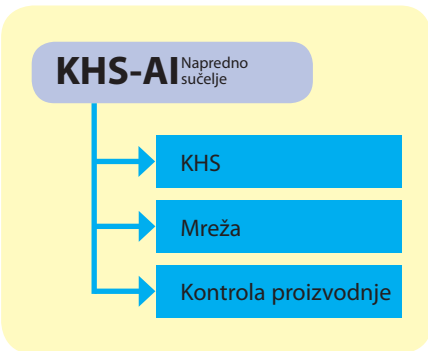 KHS-AI Napredno
sučelje
KHS
Mreža
Kontrola proizvodnje